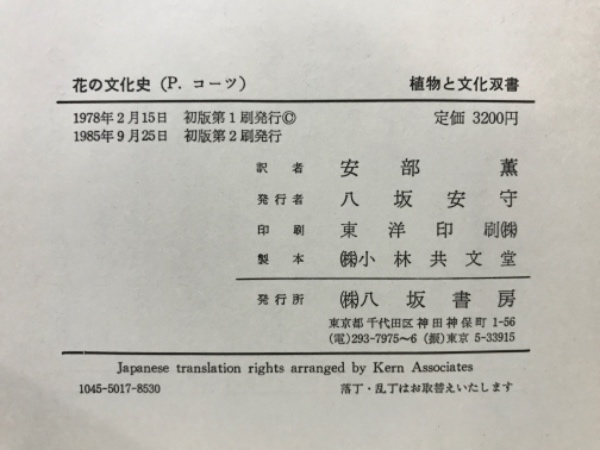 花の文化史 (P. コーツ) 植物と文化双書
1978年2月15日 初版第1刷発行© 定価 3200円
1985年9月25日 初版第2刷発行
訳者 安部薫
発行者 八坂安守
印刷 東洋印刷㈱
製本 ㈱小林共文堂
発行所 ㈱八坂書房
東京都千代田区神田神保町1-56
(電)293-7975~6 (振)東京 5-33915
Japanese translation rights arranged by Kern Associates
1045-5017-8530 落丁・乱丁はお取替えいたします